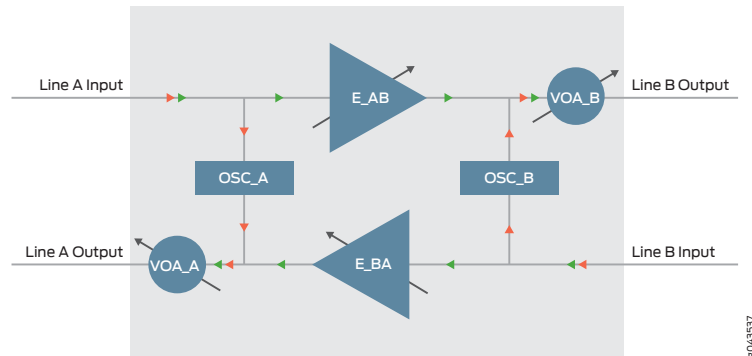 Line A Input
E_AB
VOA_B
Line B Output
OSC_A
OSC_B
Line A Output
VOA_A
E_BA
Line B Input
g043537